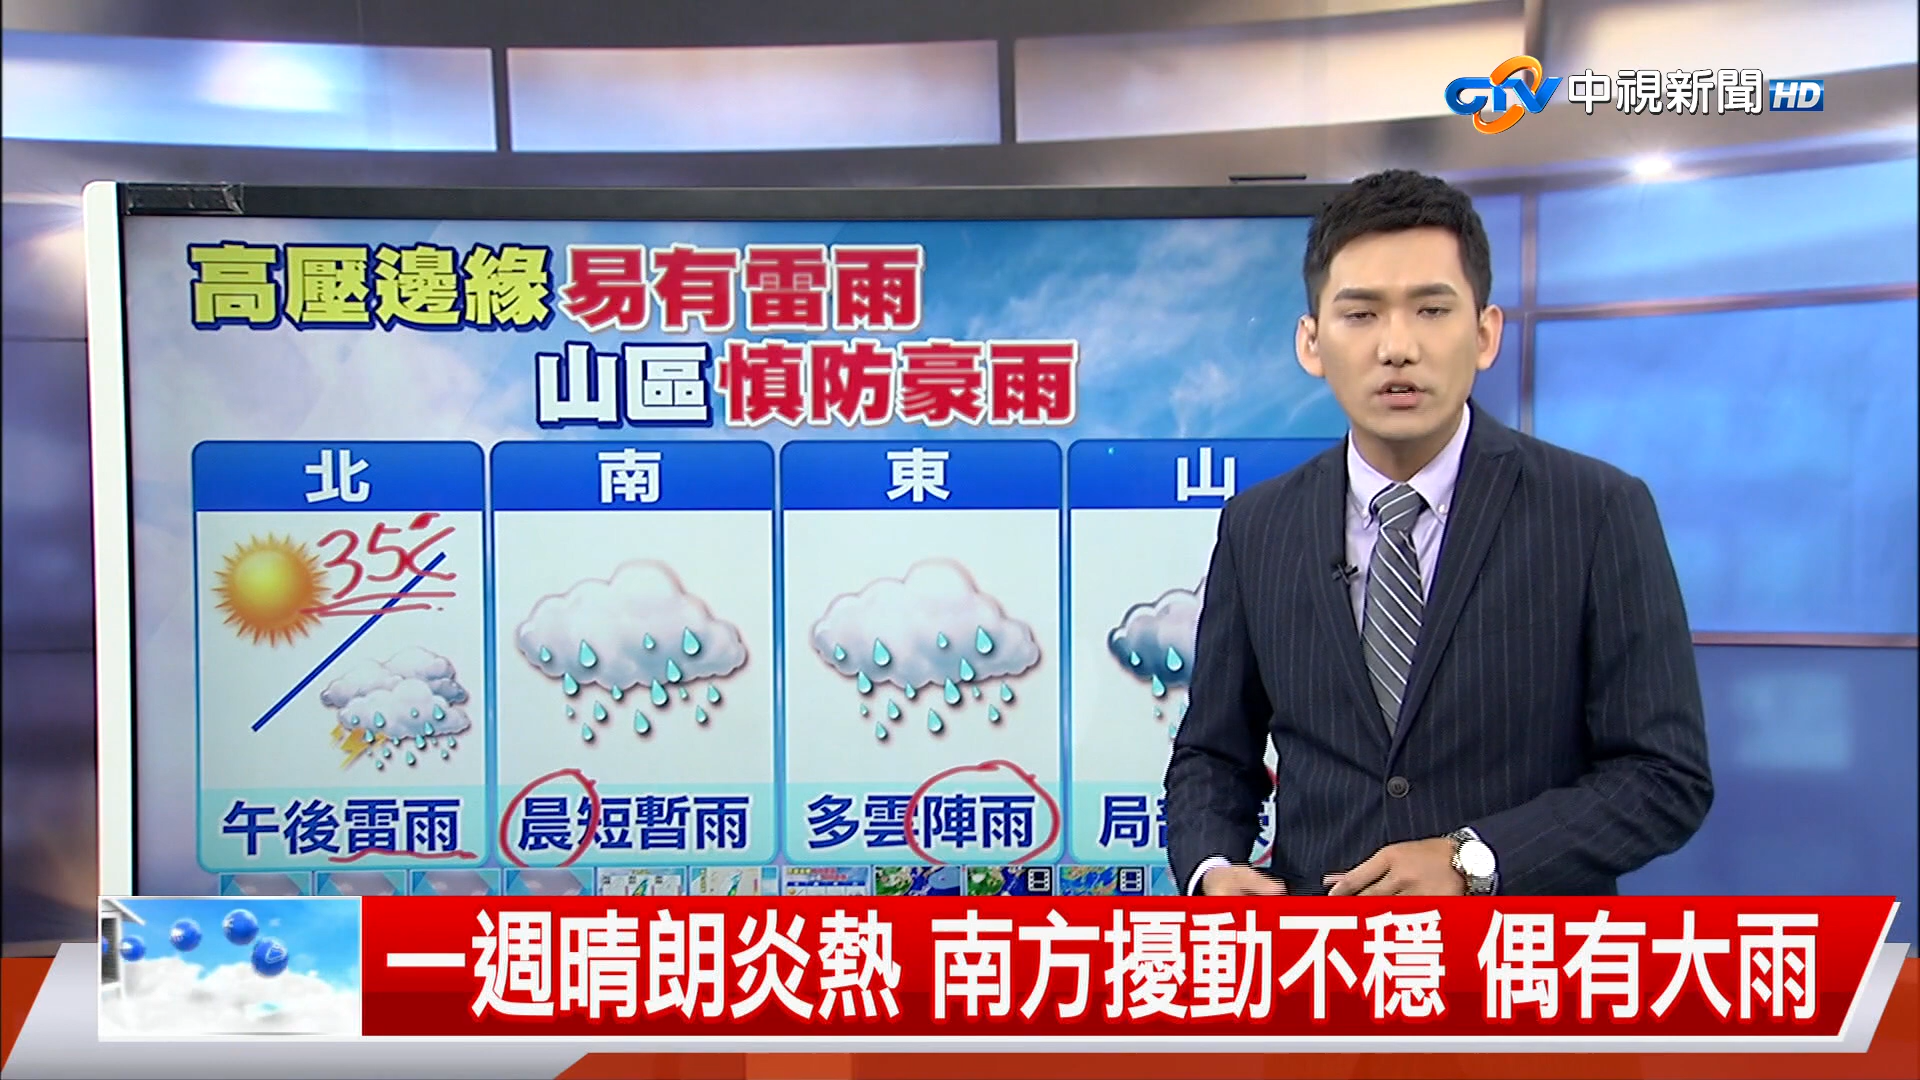 CTV 中視新聞 HD
高壓邊緣易有雷雨
山區慎防豪雨
北 南 東 山
35℃
午後雷雨 晨短暫雨 多雲陣雨 局
一週晴朗炎熱 南方擾動不穩 偶有大雨